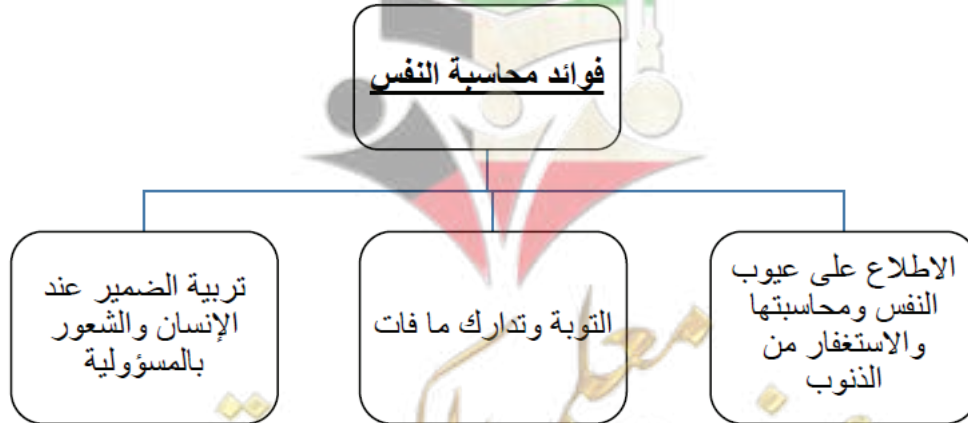 فوائد محاسبة النفس
الاطلاع على عيوب
النفس ومحاسبتها
والاستغفار من
الذنوب
التوبة وتدارك ما فات
تربية الضمير عند
الإنسان والشعور
بالمسؤولية